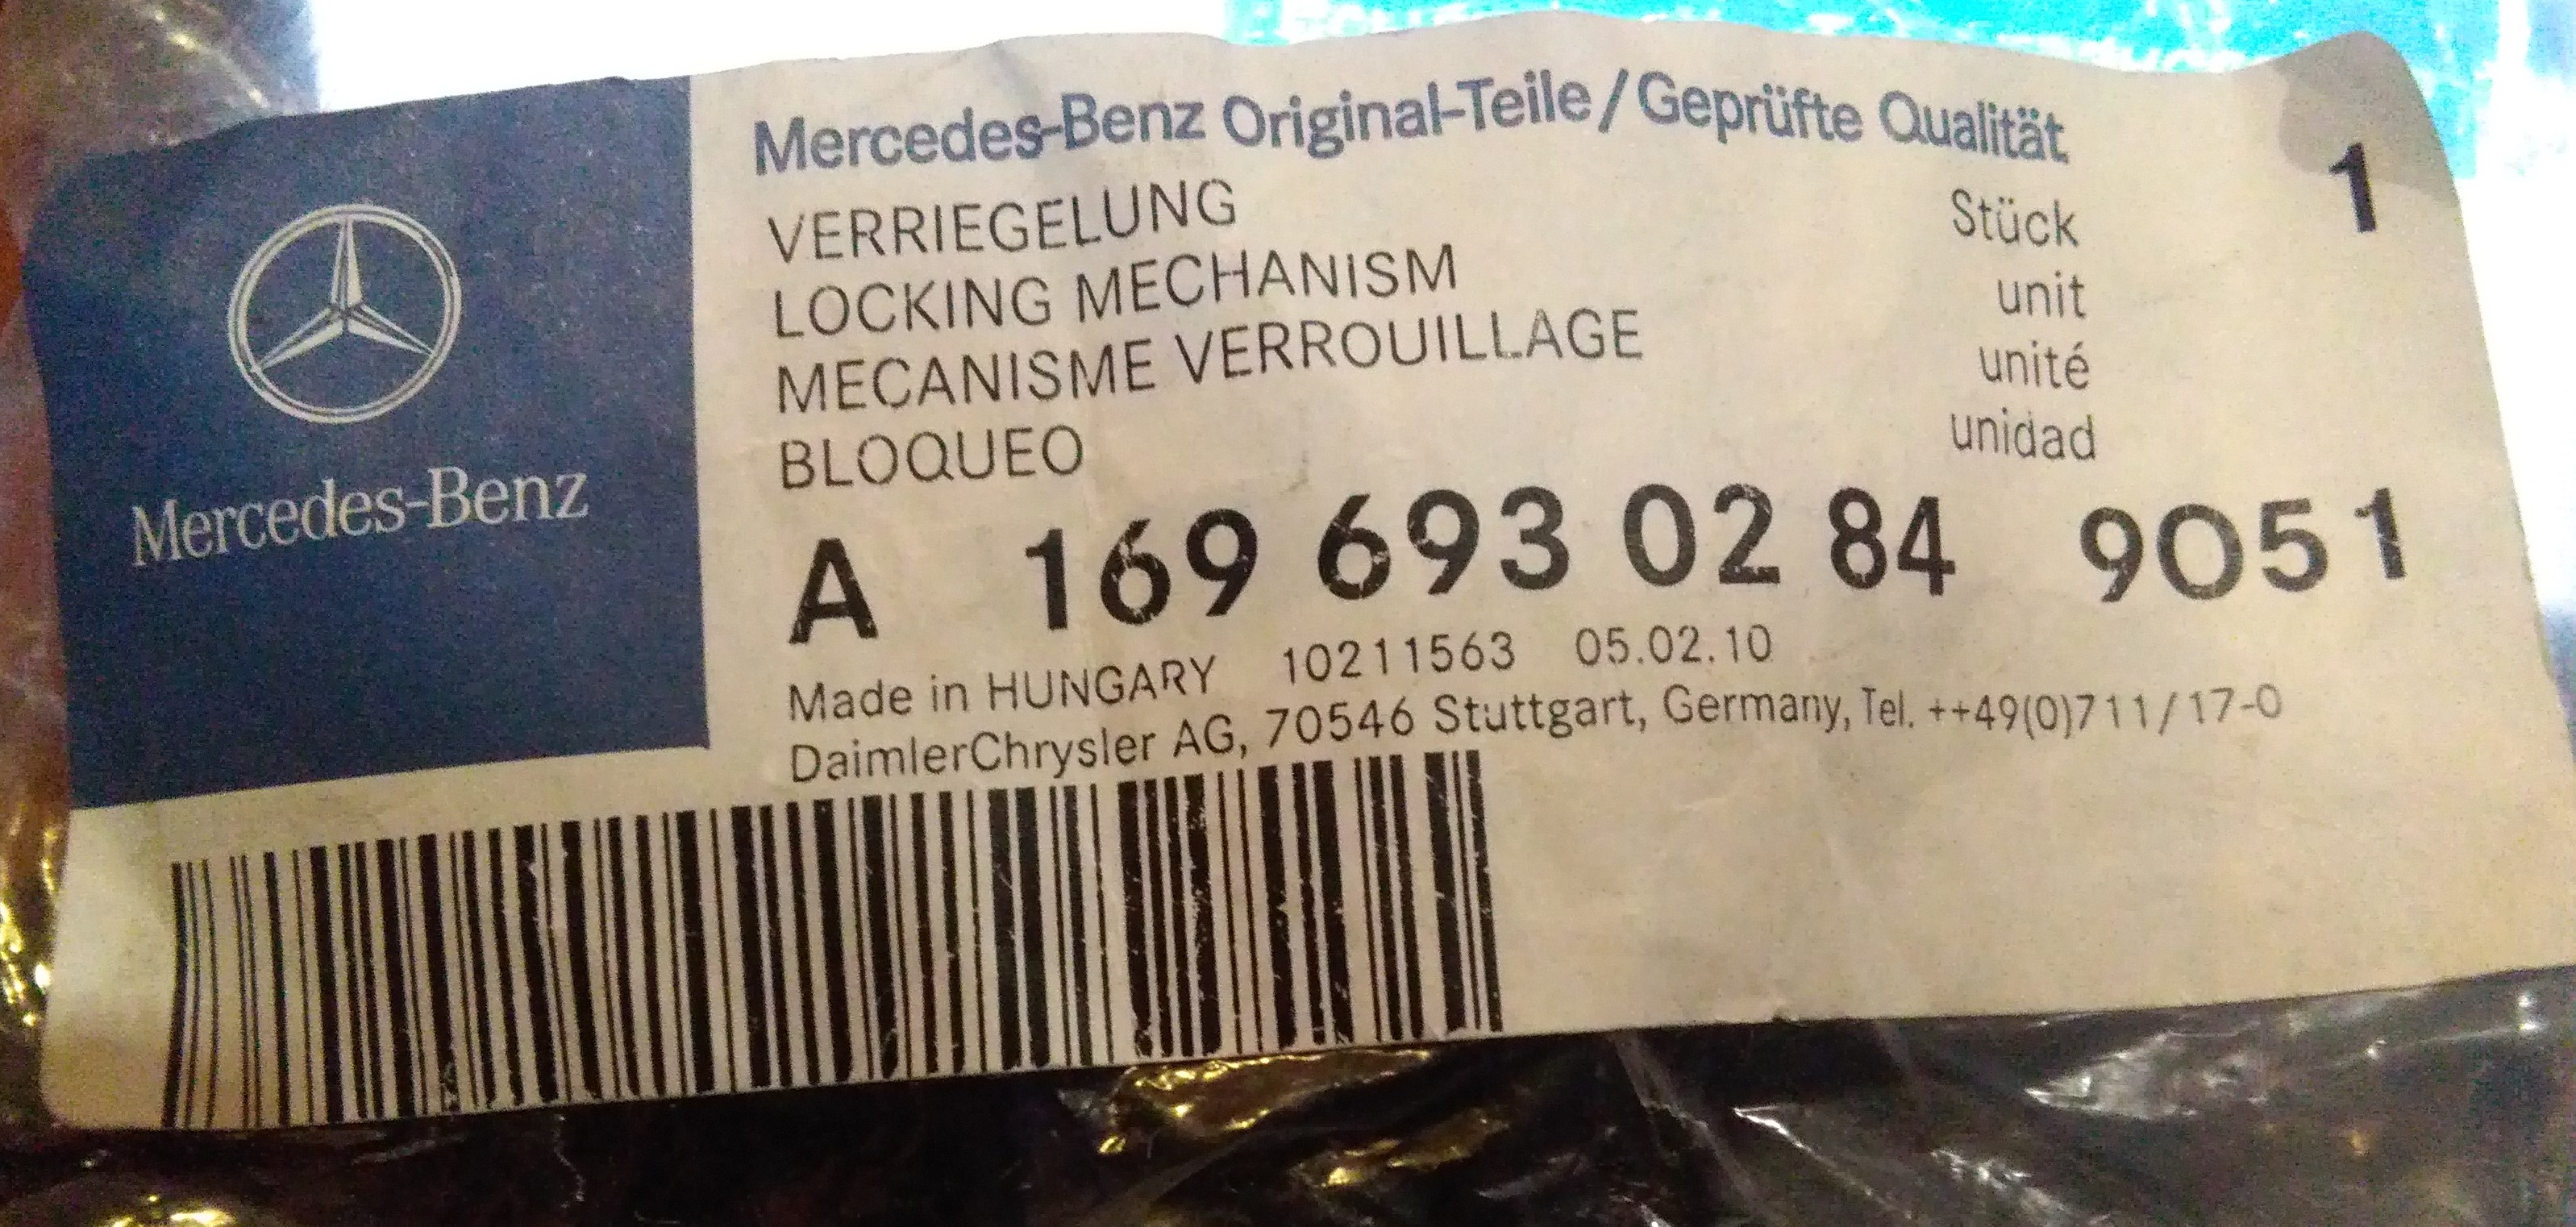 Mercedes-Benz
Mercedes-Benz Original-Teile/Geprüfte Qualität
VERRIEGELUNG Stück 1
LOCKING MECHANISM unit
MECANISME VERROUILLAGE unité
BLOQUEO unidad
A 169 693 02 84 9051
Made in HUNGARY 10211563 05.02.10
DaimlerChrysler AG, 70546 Stuttgart, Germany, Tel. ++49(0)711/17-0